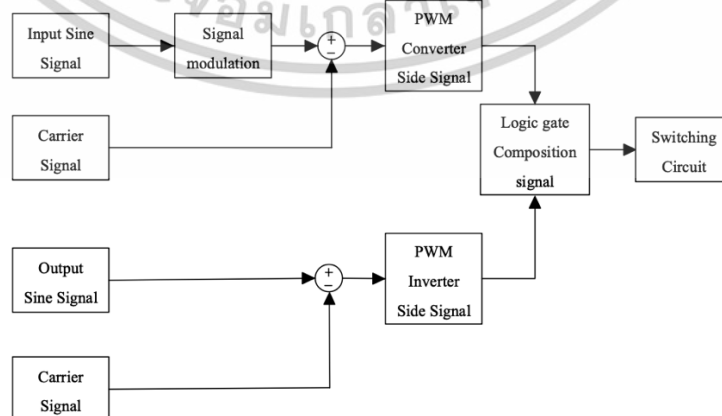 Input Sine
Signal
Signal
modulation
+
−
PWM
Converter
Side Signal
Carrier
Signal
Logic gate
Composition
signal
Switching
Circuit
Output
Sine Signal
+
−
PWM
Inverter
Side Signal
Carrier
Signal